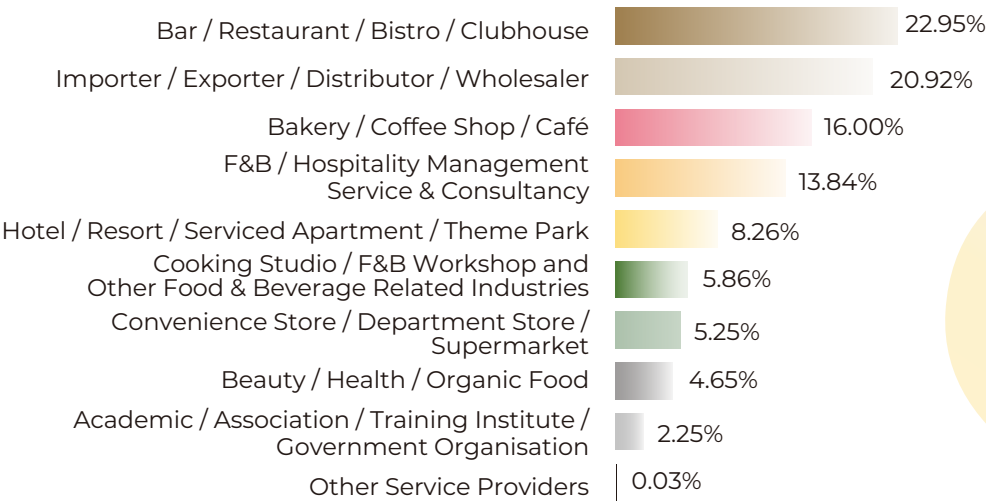 Bar / Restaurant / Bistro / Clubhouse 22.95%
Importer / Exporter / Distributor / Wholesaler 20.92%
Bakery / Coffee Shop / Café 16.00%
F&B / Hospitality Management
Service & Consultancy 13.84%
Hotel / Resort / Serviced Apartment / Theme Park 8.26%
Cooking Studio / F&B Workshop and
Other Food & Beverage Related Industries 5.86%
Convenience Store / Department Store /
Supermarket 5.25%
Beauty / Health / Organic Food 4.65%
Academic / Association / Training Institute /
Government Organisation 2.25%
Other Service Providers 0.03%